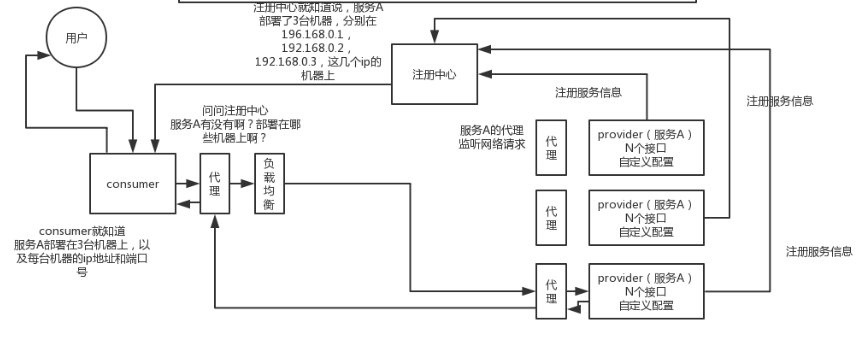 注册中心就知道说，服务A
部署了3台机器，分别在
196.168.0.1，
192.168.0.2，
192.168.0.3，这几个ip的
机器上
用户
注册中心
注册服务信息
注册服务信息
问问注册中心
服务A有没有啊？部署在哪
些机器上啊？
服务A的代理
监听网络请求
代
理
provider（服务A）
N个接口
自定义配置
consumer
代
理
负
载
均
衡
代
理
provider（服务A）
N个接口
自定义配置
consumer就知道
服务A部署在3台机器上，以
及每台机器的ip地址和端口
号
注册服务信息
代
理
provider（服务A）
N个接口
自定义配置